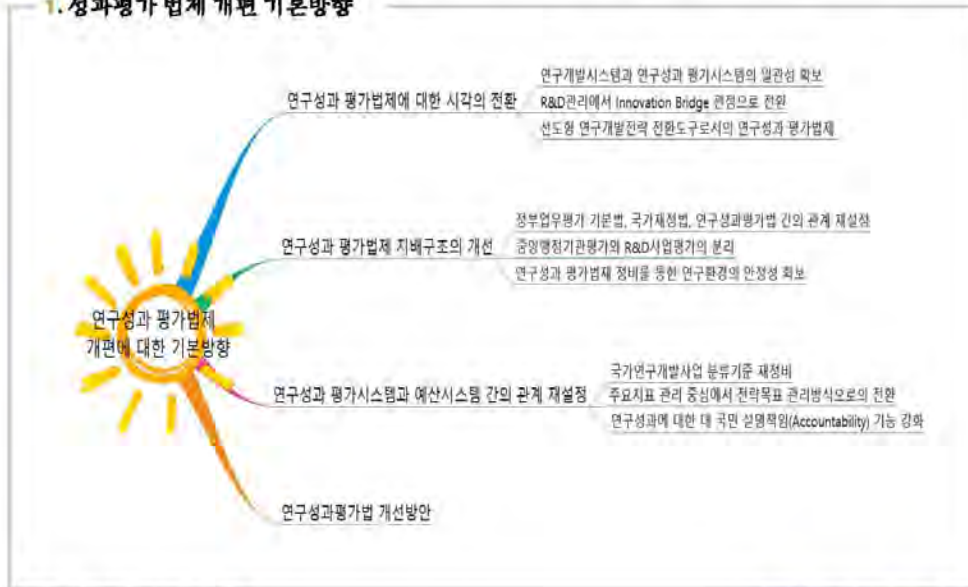 1. 성과평가 법제 개편 기본방향
연구성과 평가법제에 대한 시각의 전환
연구개발시스템과 연구성과 평가시스템의 일관성 확보
R&D관리에서 Innovation Bridge 관점으로 전환
선도형 연구개발전략 전환도구로서의 연구성과 평가법제
연구성과 평가법제 지배구조의 개선
정부업무평가 기본법, 국가재정법, 연구성과평가법 간의 관계 재설정
중앙행정기관평가와 R&D사업평가의 분리
연구성과 평가법제 정비를 통한 연구환경의 안정성 확보
연구성과 평가법제
개편에 대한 기본방향
연구성과 평가시스템과 예산시스템 간의 관계 재설정
국가연구개발사업 분류기준 재정비
주요지표 관리 중심에서 전략목표 관리방식으로의 전환
연구성과에 대한 대 국민 설명책임(Accountability) 기능 강화
연구성과평가법 개선방안